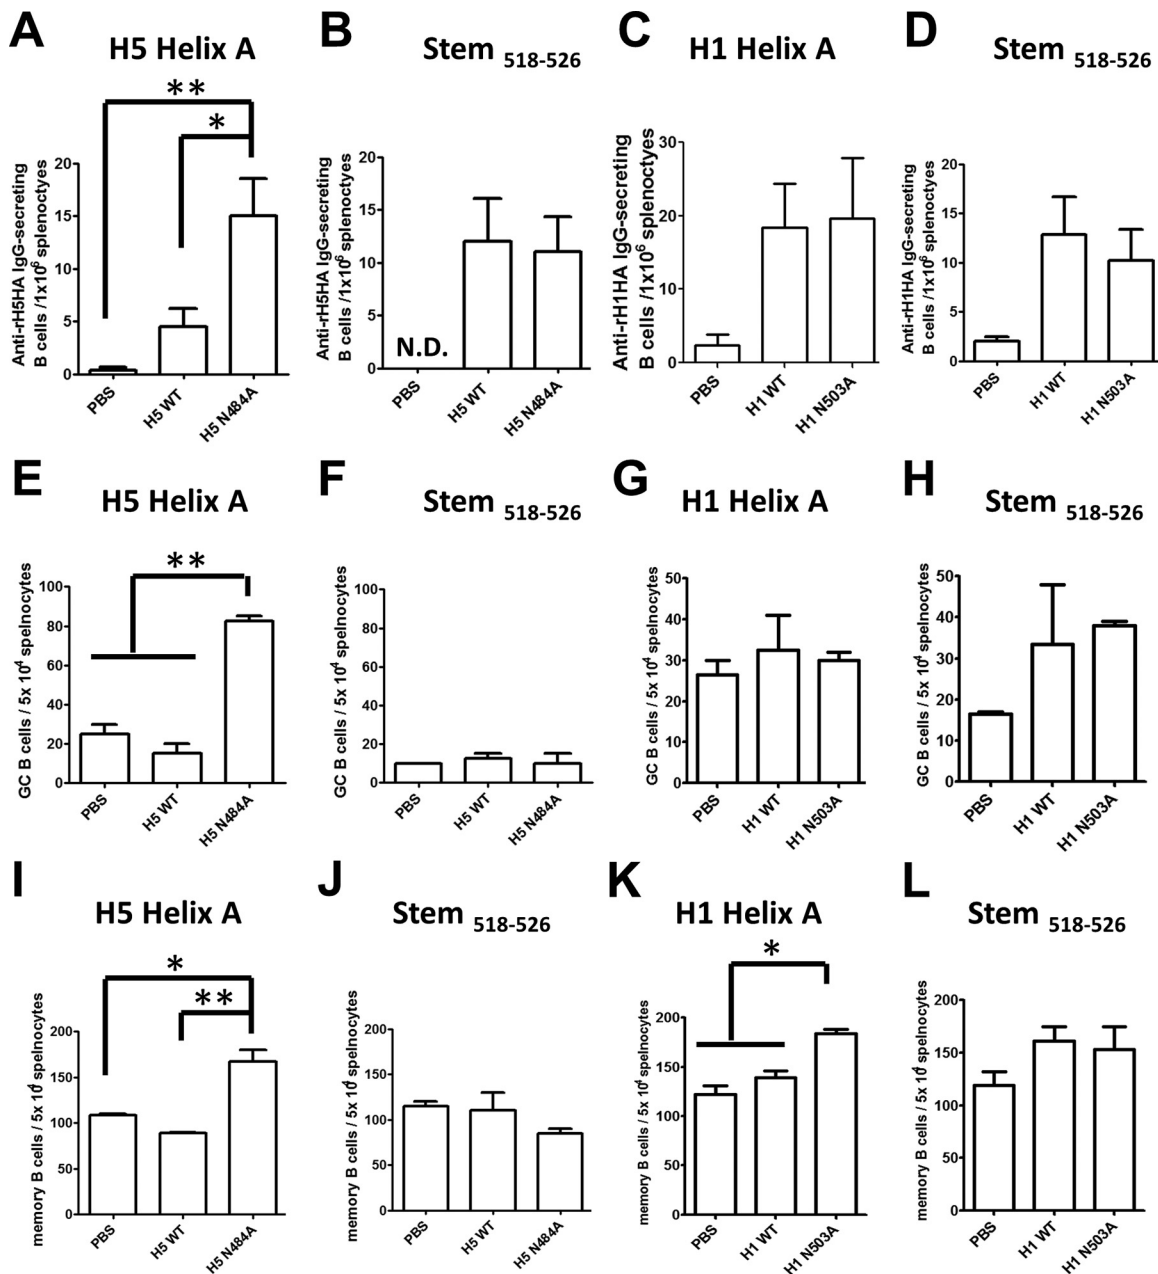 A
H5 Helix A
**
*
Anti-rH5HA IgG-secreting
B cells /1x10⁶ splenoctyes
20
15
10
5
0
PBS
H5 WT
H5 N484A
B
Stem 518-526
Anti-rH5HA IgG-secreting
B cells /1x10⁶ splenoctyes
20
15
10
5
0
N.D.
PBS
H5 WT
H5 N484A
C
H1 Helix A
Anti-rH1HA IgG-secreting
B cells /1x10⁶ splenoctyes
30
20
10
0
PBS
H1 WT
H1 N503A
D
Stem 518-526
Anti-rH1HA IgG-secreting
B cells /1x10⁶ splenoctyes
20
15
10
5
0
PBS
H1 WT
H1 N503A
E
H5 Helix A
**
GC B cells / 5x 10⁴ spelnocytes
100
80
60
40
20
0
PBS
H5 WT
H5 N484A
F
Stem 518-526
GC B cells / 5x 10⁴ spelnocytes
100
80
60
40
20
0
PBS
H5 WT
H5 N484A
G
H1 Helix A
GC B cells / 5x 10⁴ spelnocytes
50
40
30
20
10
0
PBS
H1 WT
H1 N503A
H
Stem 518-526
GC B cells / 5x 10⁴ spelnocytes
50
40
30
20
10
0
PBS
H1 WT
H1 N503A
I
H5 Helix A
*
**
memory B cells / 5x 10⁴ spelnocytes
200
150
100
50
0
PBS
H5 WT
H5 N484A
J
Stem 518-526
memory B cells / 5x 10⁴ spelnocytes
200
150
100
50
0
PBS
H5 WT
H5 N484A
K
H1 Helix A
*
memory B cells / 5x 10⁴ spelnocytes
200
150
100
50
0
PBS
H1 WT
H1 N503A
L
Stem 518-526
memory B cells / 5x 10⁴ spelnocytes
200
150
100
50
0
PBS
H1 WT
H1 N503A